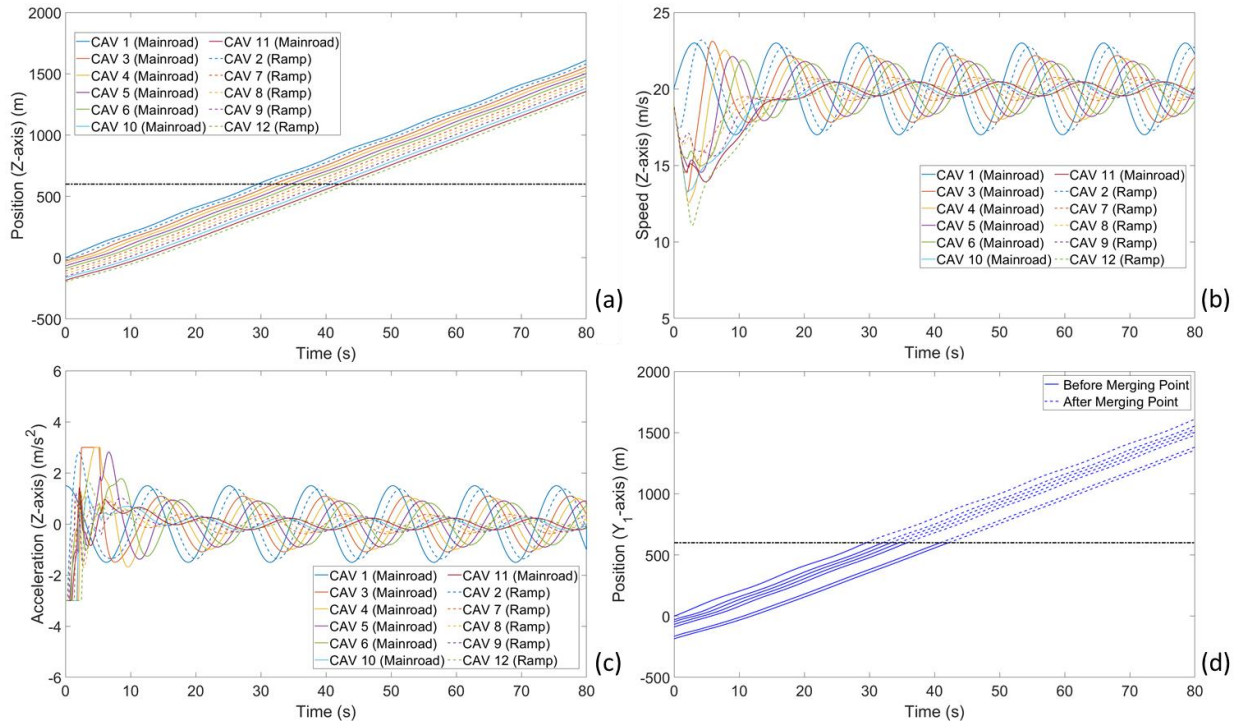 2000
1500
1000
500
0
-500
Position (Z-axis) (m)
CAV 1 (Mainroad) CAV 11 (Mainroad)
CAV 3 (Mainroad) CAV 2 (Ramp)
CAV 4 (Mainroad) CAV 7 (Ramp)
CAV 5 (Mainroad) CAV 8 (Ramp)
CAV 6 (Mainroad) CAV 9 (Ramp)
CAV 10 (Mainroad) CAV 12 (Ramp)
0 10 20 30 40 50 60 70 80
Time (s)
(a)
25
20
15
10
5
Speed (Z-axis) (m/s)
CAV 1 (Mainroad) CAV 11 (Mainroad)
CAV 3 (Mainroad) CAV 2 (Ramp)
CAV 4 (Mainroad) CAV 7 (Ramp)
CAV 5 (Mainroad) CAV 8 (Ramp)
CAV 6 (Mainroad) CAV 9 (Ramp)
CAV 10 (Mainroad) CAV 12 (Ramp)
0 10 20 30 40 50 60 70 80
Time (s)
(b)
6
4
2
0
-2
-4
-6
Acceleration (Z-axis) (m/s²)
CAV 1 (Mainroad) CAV 11 (Mainroad)
CAV 3 (Mainroad) CAV 2 (Ramp)
CAV 4 (Mainroad) CAV 7 (Ramp)
CAV 5 (Mainroad) CAV 8 (Ramp)
CAV 6 (Mainroad) CAV 9 (Ramp)
CAV 10 (Mainroad) CAV 12 (Ramp)
0 10 20 30 40 50 60 70 80
Time (s)
(c)
2000
1500
1000
500
0
-500
Position (Y₁-axis) (m)
Before Merging Point
After Merging Point
0 10 20 30 40 50 60 70 80
Time (s)
(d)